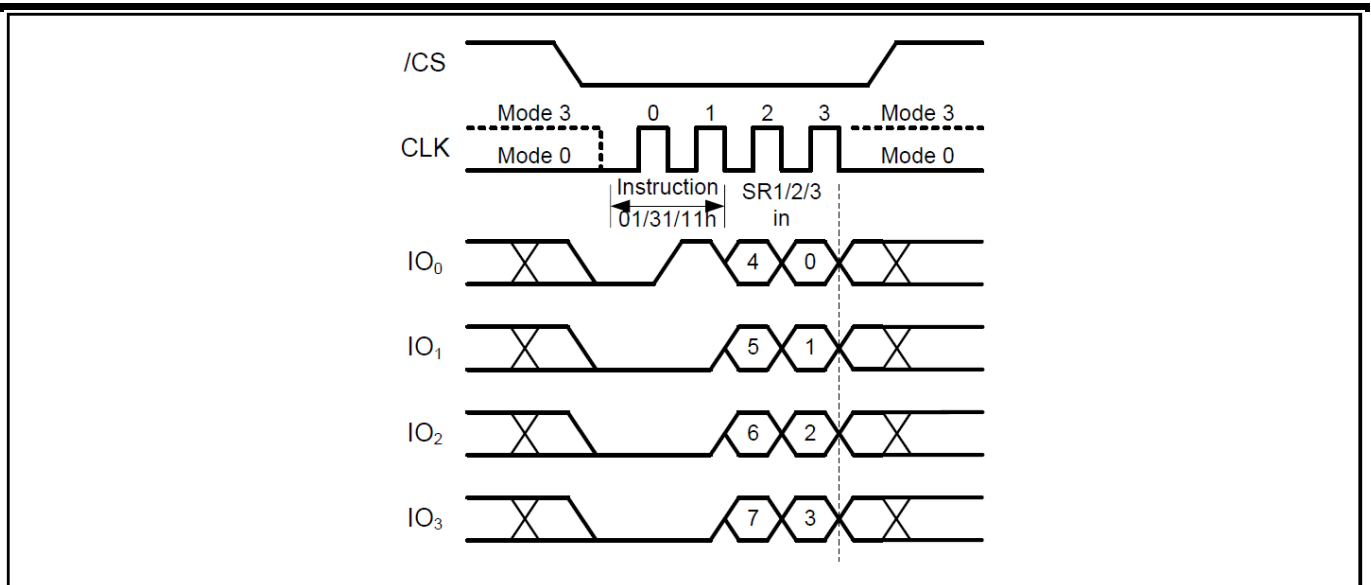 /CS
Mode 3 0 1 2 3 Mode 3
CLK
Mode 0 Mode 0
Instruction SR1/2/3
01/31/11h in
IO₀ 4 0
IO₁ 5 1
IO₂ 6 2
IO₃ 7 3